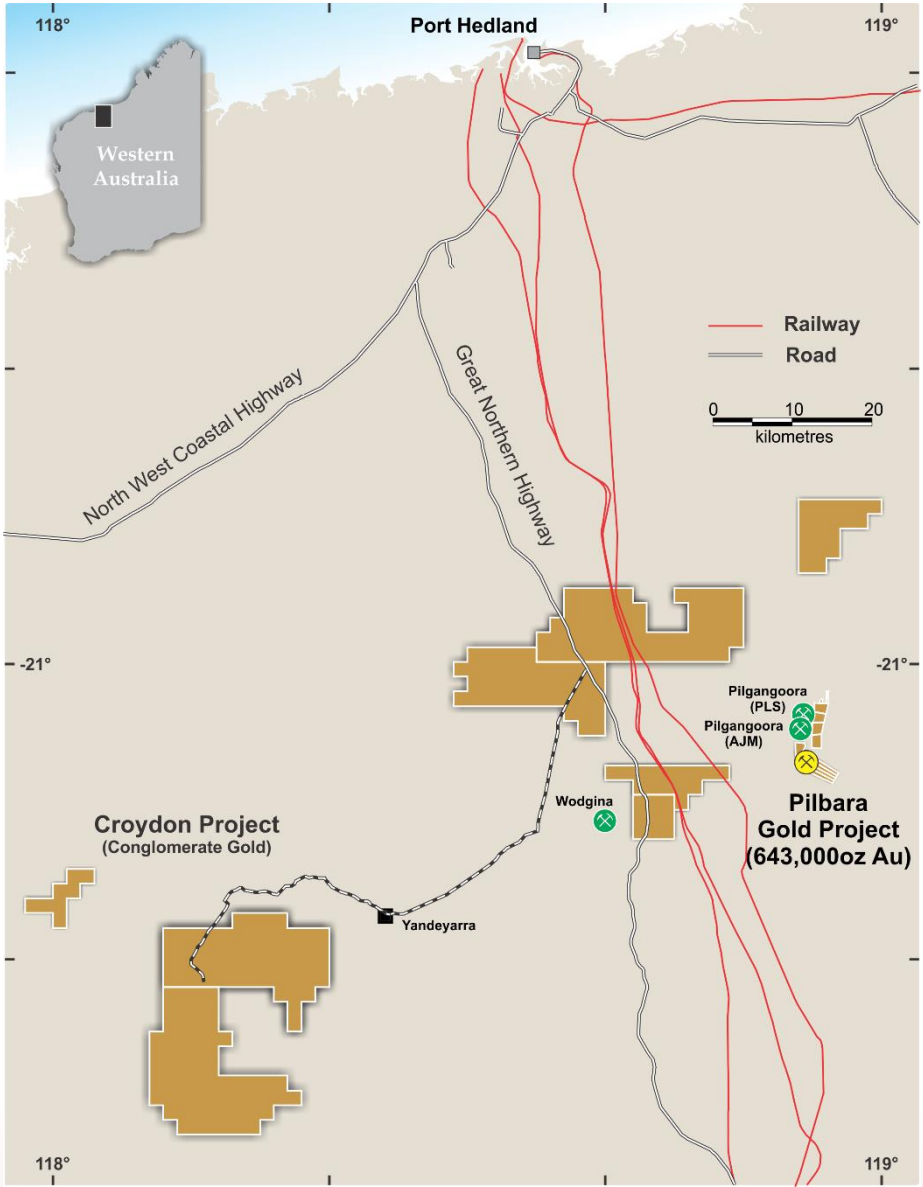 118°
119°
Port Hedland
Western
Australia
Railway
Road
0 10 20
kilometres
North West Coastal Highway
Great Northern Highway
-21°
-21°
Pilgangoora
(PLS)
Pilgangoora
(AJM)
Wodgina
Pilbara
Gold Project
(643,000oz Au)
Croydon Project
(Conglomerate Gold)
Yandeyarra
118°
119°